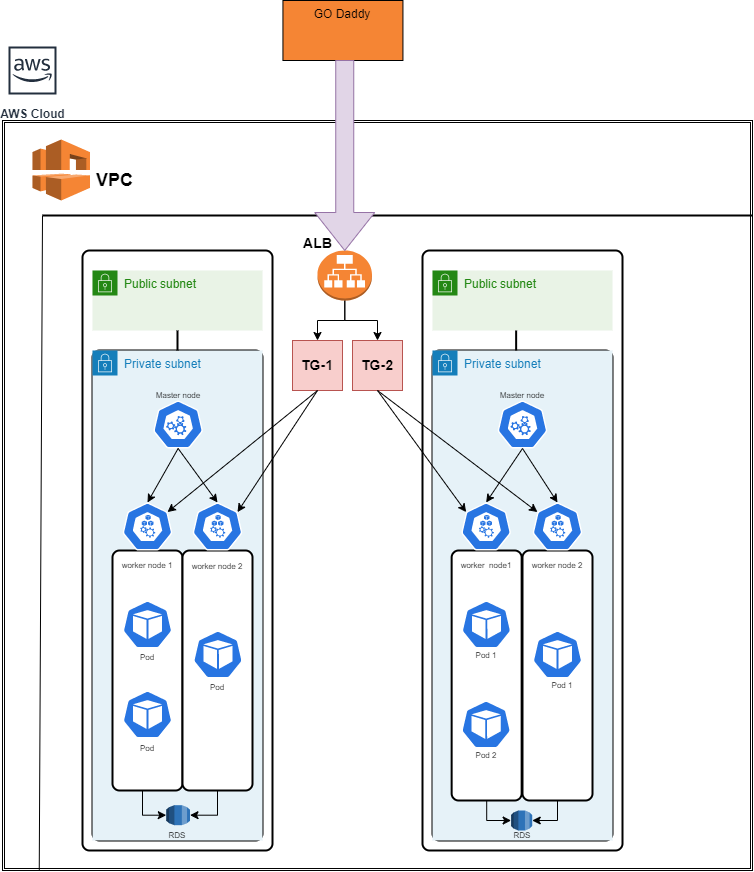 GO Daddy
aws
AWS Cloud
VPC
ALB
Public subnet
Public subnet
TG-1
TG-2
Private subnet
Private subnet
Master node
Master node
worker node 1
worker node 2
worker node1
worker node 2
Pod
Pod
Pod 1
Pod 1
Pod
Pod 2
RDS
RDS